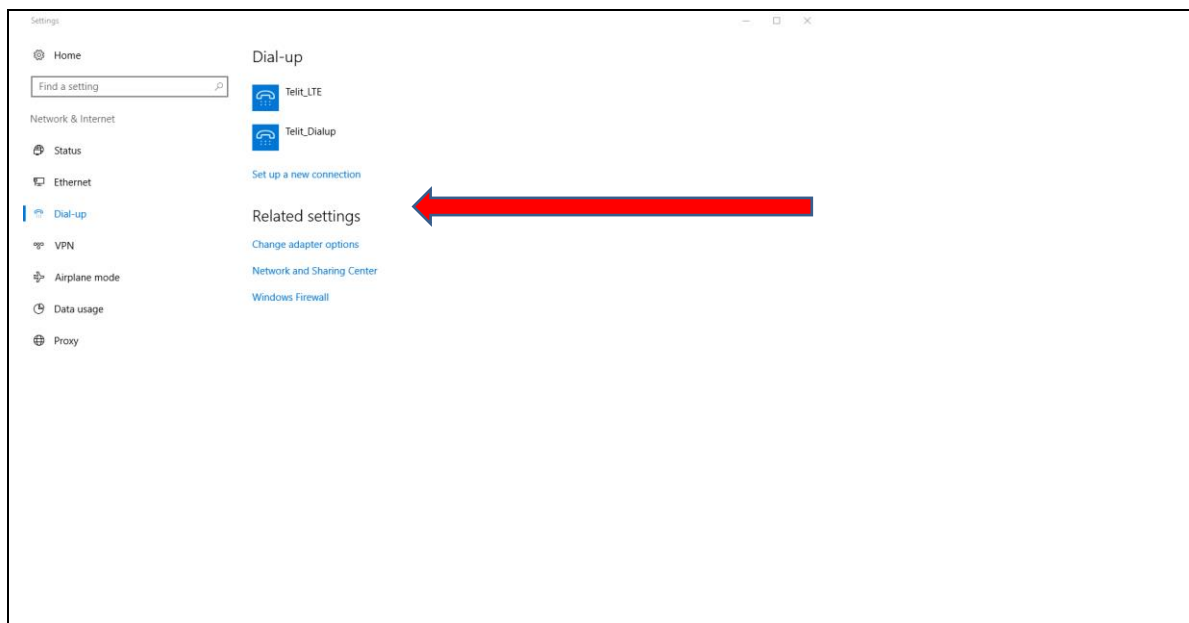 Settings
Home
Find a setting
Network & Internet
Status
Ethernet
Dial-up
VPN
Airplane mode
Data usage
Proxy
Dial-up
Telit_LTE
Telit_Dialup
Set up a new connection
Related settings
Change adapter options
Network and Sharing Center
Windows Firewall